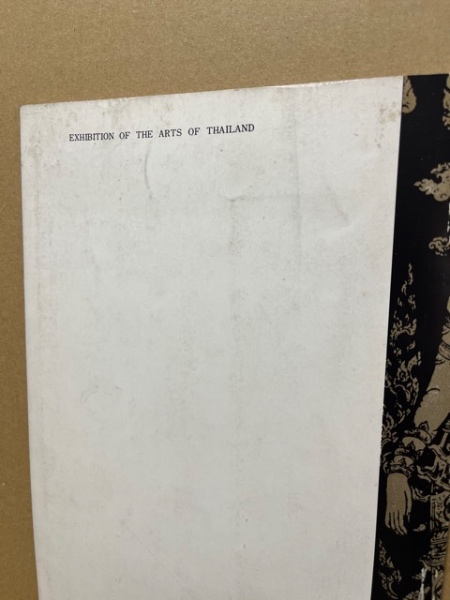 EXHIBITION OF THE ARTS OF THAILAND